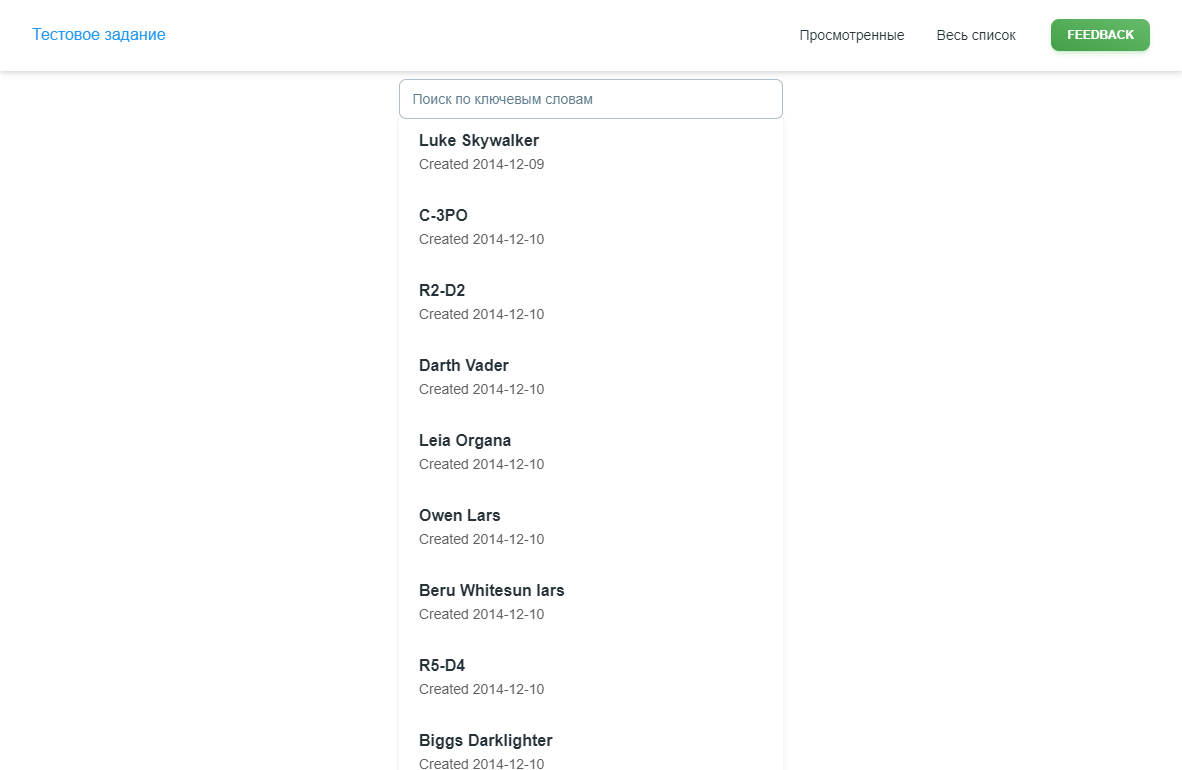 Тестовое задание
Просмотренные
Весь список
FEEDBACK
Поиск по ключевым словам
Luke Skywalker
Created 2014-12-09
C-3PO
Created 2014-12-10
R2-D2
Created 2014-12-10
Darth Vader
Created 2014-12-10
Leia Organa
Created 2014-12-10
Owen Lars
Created 2014-12-10
Beru Whitesun lars
Created 2014-12-10
R5-D4
Created 2014-12-10
Biggs Darklighter
Created 2014-12-10